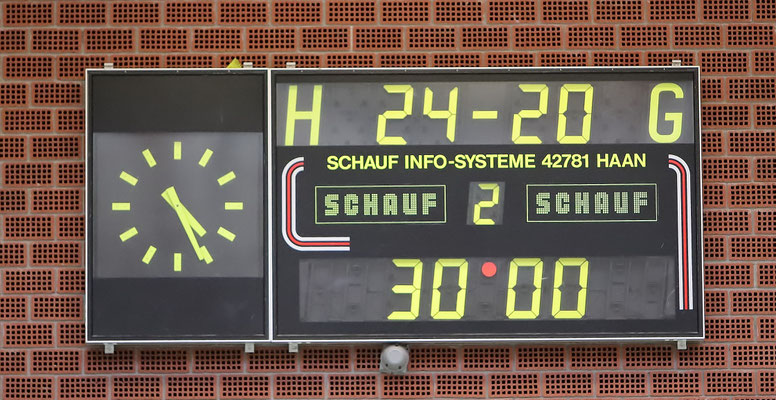 H 24-20 G
SCHAUF INFO-SYSTEME 42781 HAAN
SCHAUF 2 SCHAUF
30:00